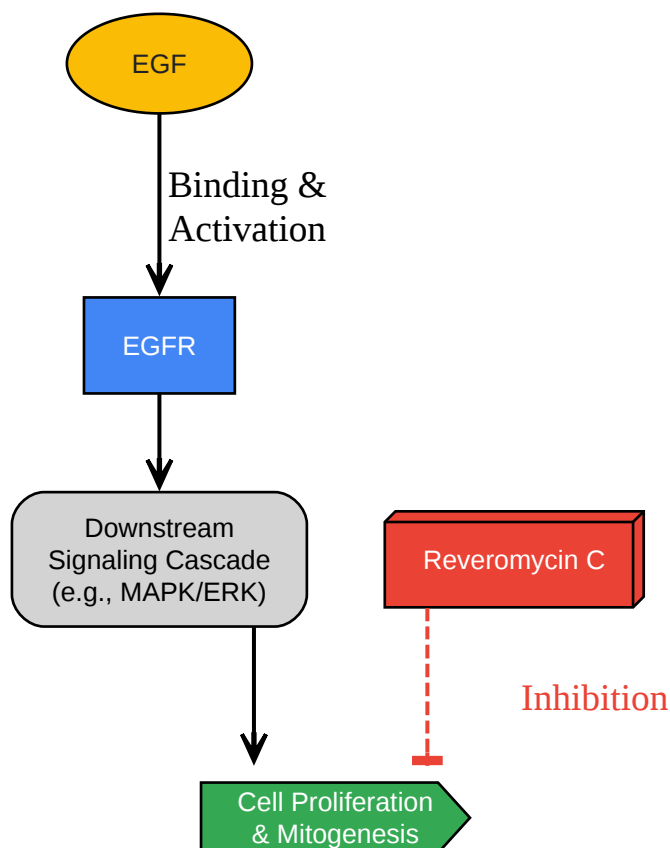 EGF
Binding &
Activation
EGFR
Downstream
Signaling Cascade
(e.g., MAPK/ERK)
Reveromycin C
Inhibition
Cell Proliferation
& Mitogenesis